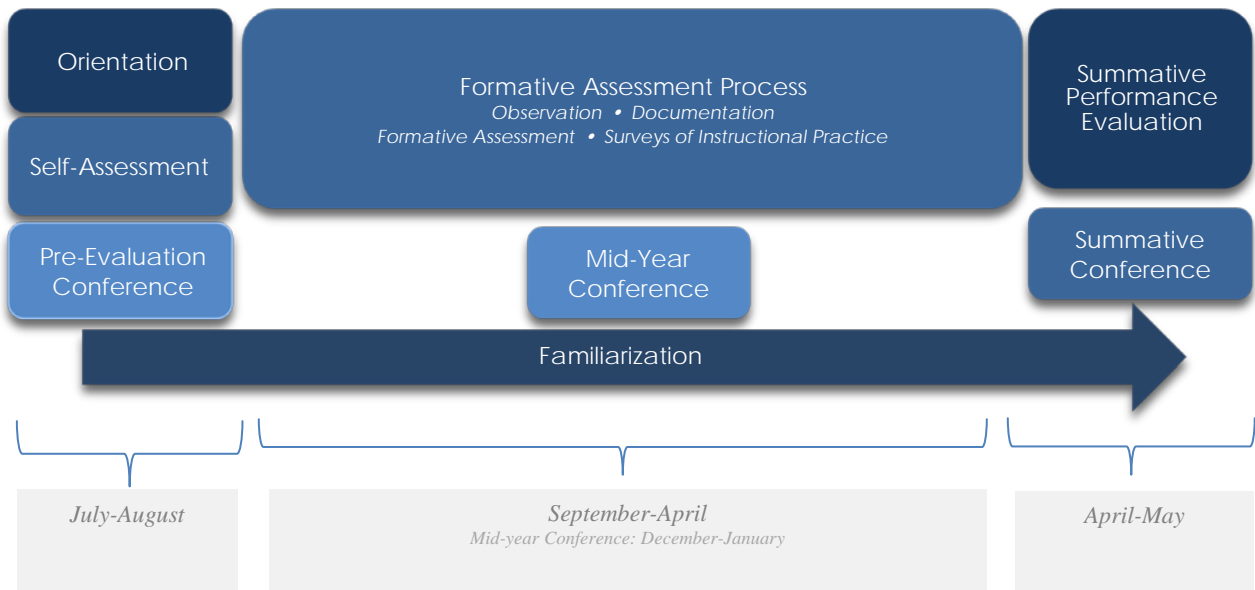 Orientation
Self-Assessment
Pre-Evaluation
Conference
Formative Assessment Process
Observation • Documentation
Formative Assessment • Surveys of Instructional Practice
Mid-Year
Conference
Summative
Performance
Evaluation
Summative
Conference
Familiarization
July-August
September-April
Mid-year Conference: December-January
April-May